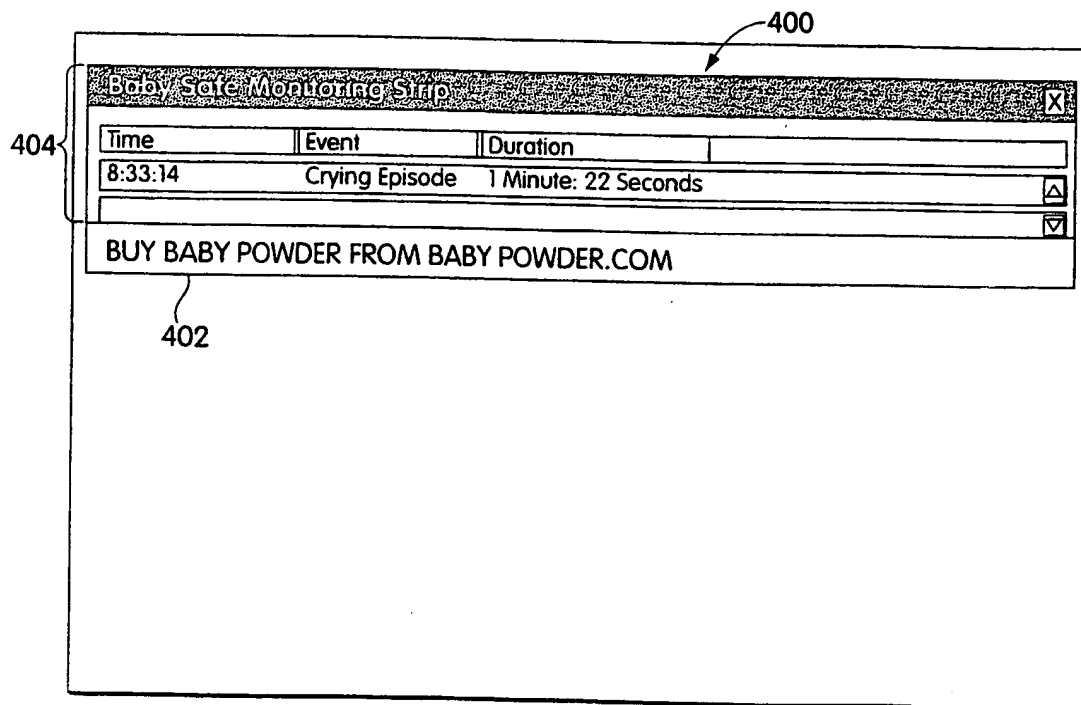 400
Baby Safe Monitoring Strip X
404
Time Event Duration
8:33:14 Crying Episode 1 Minute: 22 Seconds
BUY BABY POWDER FROM BABY POWDER.COM
402